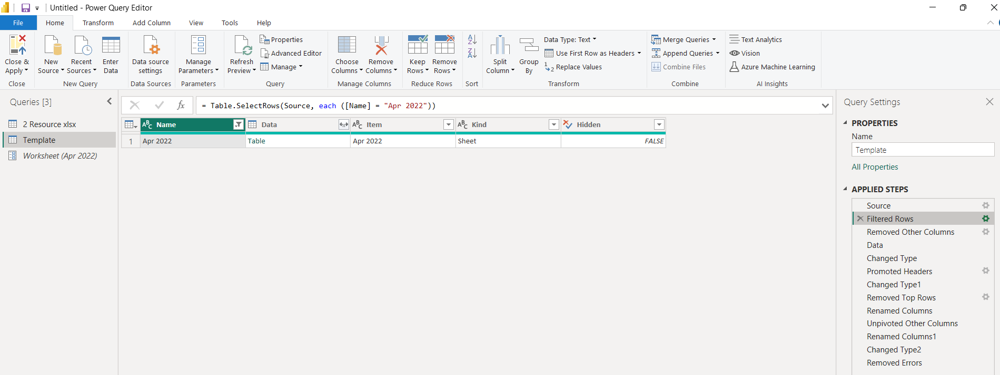 Untitled - Power Query Editor
File Home Transform Add Column View Tools Help
Close & Apply
Close
New Source
Recent Sources
Enter Data
New Query
Data source settings
Data Sources
Manage Parameters
Parameters
Refresh Preview
Properties
Advanced Editor
Manage
Query
Choose Columns
Remove Columns
Manage Columns
Keep Rows
Remove Rows
Reduce Rows
A
Z
Z
A
Sort
Split Column
Group By
Data Type: Text
Use First Row as Headers
1
2 Replace Values
Transform
Merge Queries
Append Queries
Combine Files
Combine
Text Analytics
Vision
Azure Machine Learning
AI Insights
Queries [3]
2 Resource xlsx
Template
Worksheet (Apr 2022)
fx = Table.SelectRows(Source, each ([Name] = "Apr 2022"))
ABC Name Data ABC Item ABC Kind Hidden
1 Apr 2022 Table Apr 2022 Sheet FALSE
Query Settings
PROPERTIES
Name
Template
All Properties
APPLIED STEPS
Source
Filtered Rows
Removed Other Columns
Data
Changed Type
Promoted Headers
Changed Type1
Removed Top Rows
Renamed Columns
Unpivoted Other Columns
Renamed Columns1
Changed Type2
Removed Errors